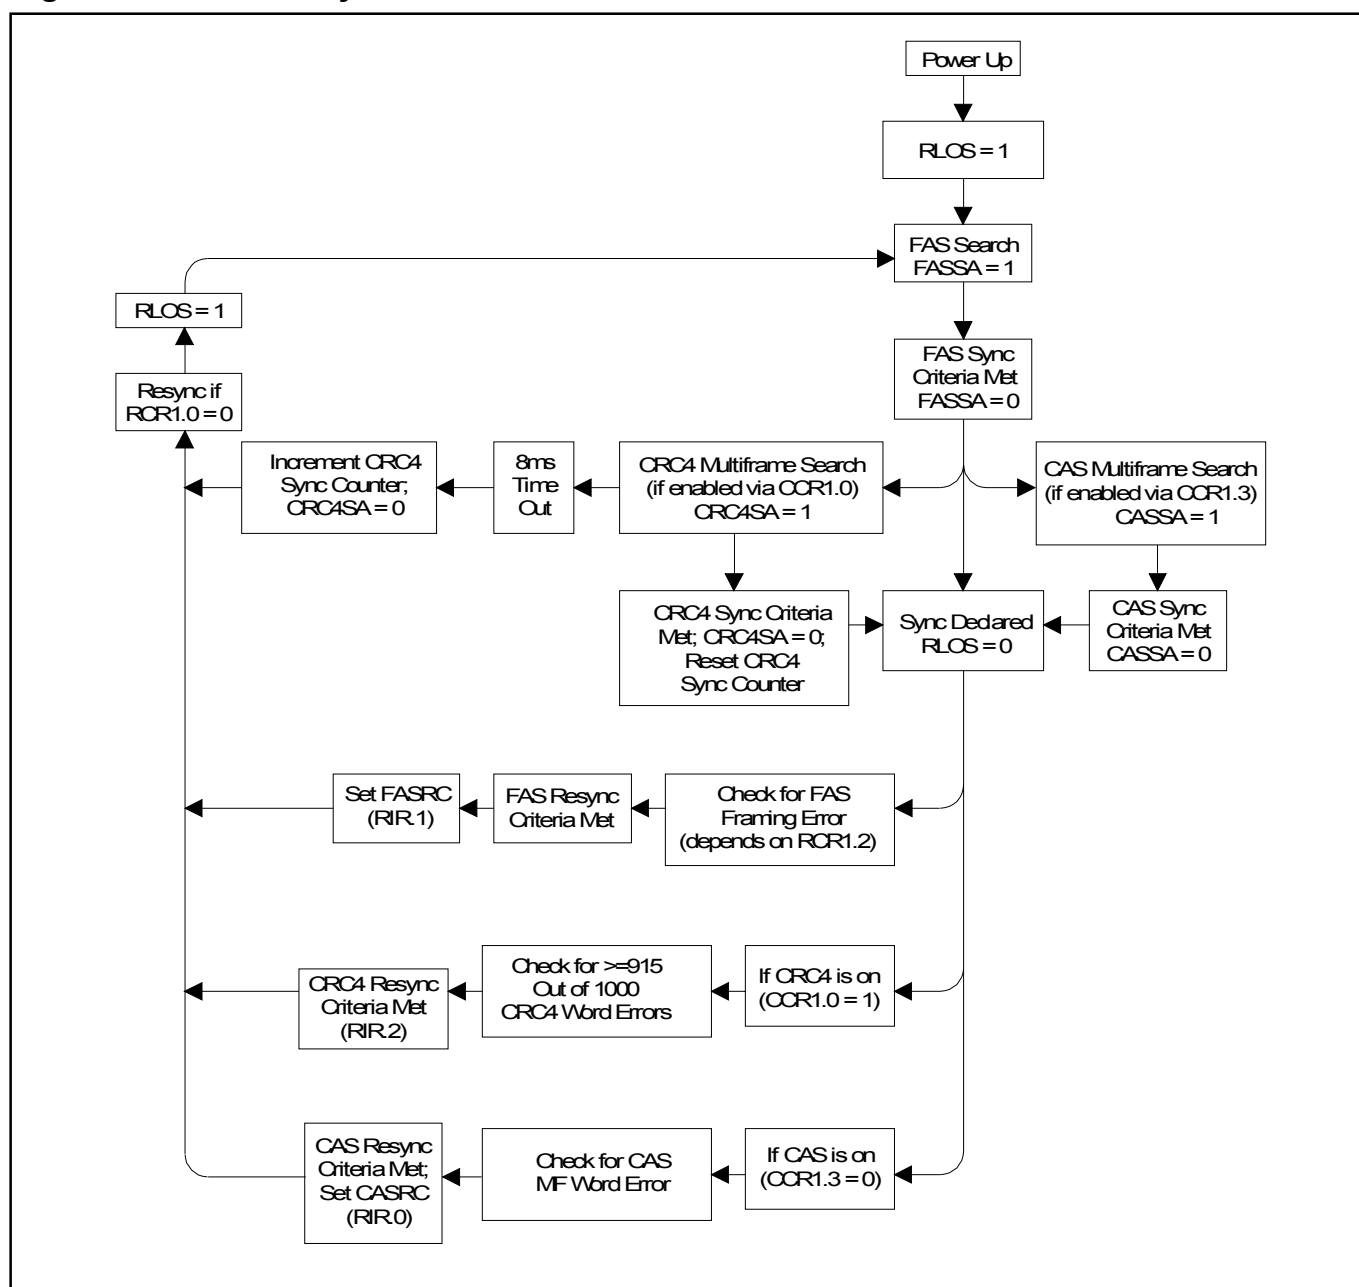 Power Up
RLOS = 1
FAS Search
FASSA = 1
RLOS = 1
FAS Sync
Criteria Met
FASSA = 0
Resync if
RCR1.0 = 0
Increment CRC4
Sync Counter;
CRC4SA = 0
8ms
Time
Out
CRC4 Multiframe Search
(if enabled via CCR1.0)
CRC4SA = 1
CAS Multiframe Search
(if enabled via CCR1.3)
CASSA = 1
CRC4 Sync Criteria
Met; CRC4SA = 0;
Reset CRC4
Sync Counter
Sync Declared
RLOS = 0
CAS Sync
Criteria Met
CASSA = 0
Set FASRC
(RIR.1)
FAS Resync
Criteria Met
Check for FAS
Framing Error
(depends on RCR1.2)
CRC4 Resync
Criteria Met
(RIR.2)
Check for >=915
Out of 1000
CRC4 Word Errors
If CRC4 is on
(CCR1.0 = 1)
CAS Resync
Criteria Met;
Set CASRC
(RIR.0)
Check for CAS
MF Word Error
If CAS is on
(CCR1.3 = 0)